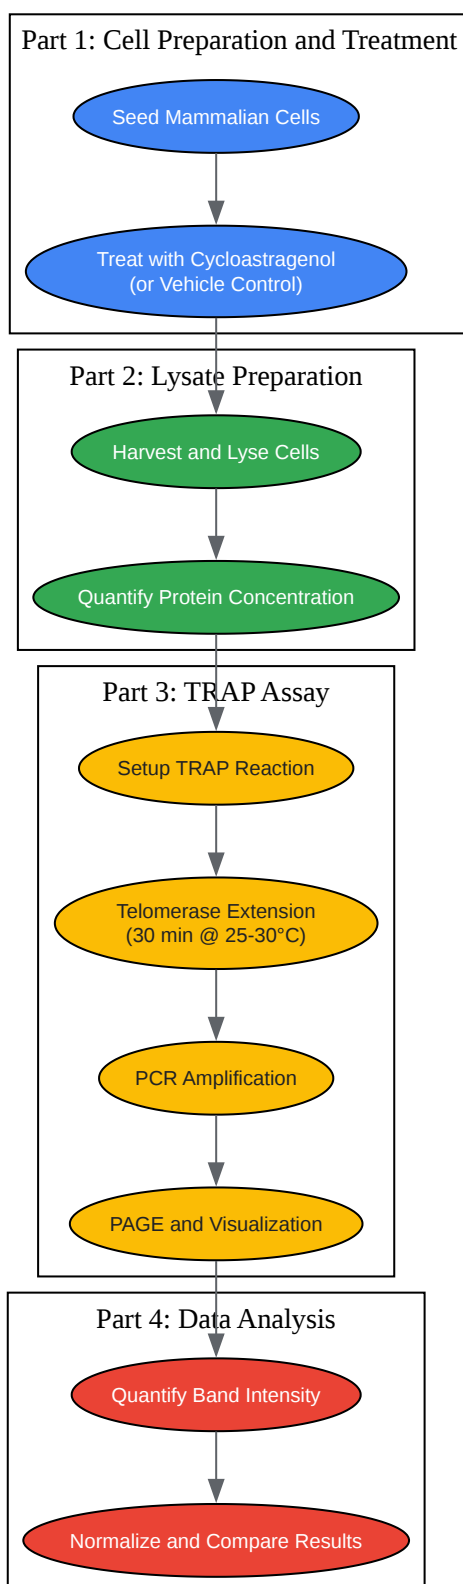 Part 1: Cell Preparation and Treatment
Seed Mammalian Cells
Treat with Cycloastragenol
(or Vehicle Control)
Part 2: Lysate Preparation
Harvest and Lyse Cells
Quantify Protein Concentration
Part 3: TRAP Assay
Setup TRAP Reaction
Telomerase Extension
(30 min @ 25-30°C)
PCR Amplification
PAGE and Visualization
Part 4: Data Analysis
Quantify Band Intensity
Normalize and Compare Results